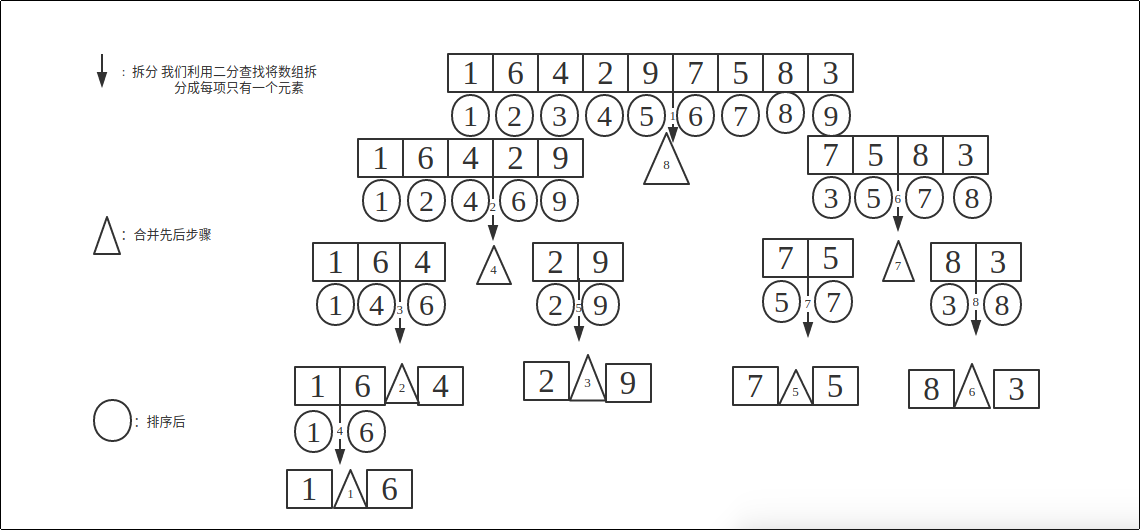 1 6 4 2 9 7 5 8 3
: 拆分 我们利用二分查找将数组拆
分成每项只有一个元素
1 2 3 4 5 1 6 7 8 9
1 6 4 2 9
8
7 5 8 3
1 2 4 2 6 9
3 5 6 7 8
:合并先后步骤
1 6 4
4
2 9
7 5
7
8 3
1 4 3 6
2 5 9
5 7 7
3 8 8
1 6 2 4
2 3 9
7 5 5
8 6 3
:排序后
1 4 6
1 1 6